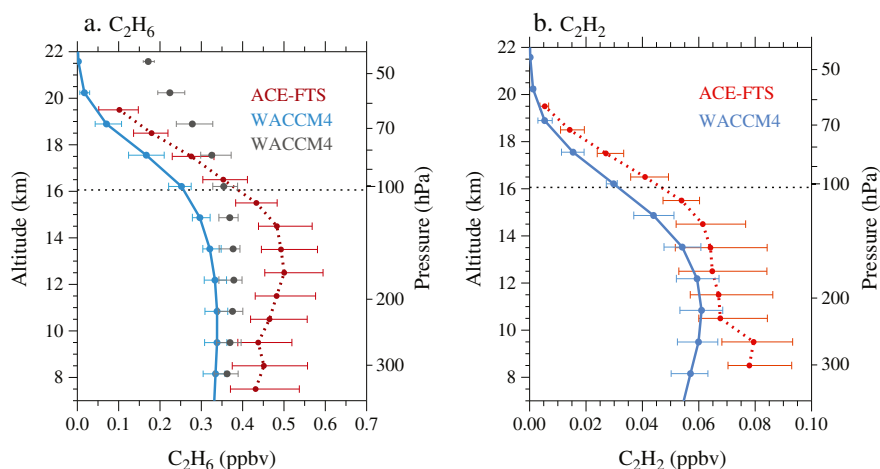 a. C2H6
b. C2H2
22
20
18
16
14
12
10
8
Altitude (km)
0.0 0.1 0.2 0.3 0.4 0.5 0.6 0.7
C2H6 (ppbv)
50
70
100
200
300
Pressure (hPa)
ACE-FTS
WACCM4
WACCM4
22
20
18
16
14
12
10
8
Altitude (km)
0.00 0.02 0.04 0.06 0.08 0.10
C2H2 (ppbv)
50
70
100
200
300
Pressure (hPa)
ACE-FTS
WACCM4